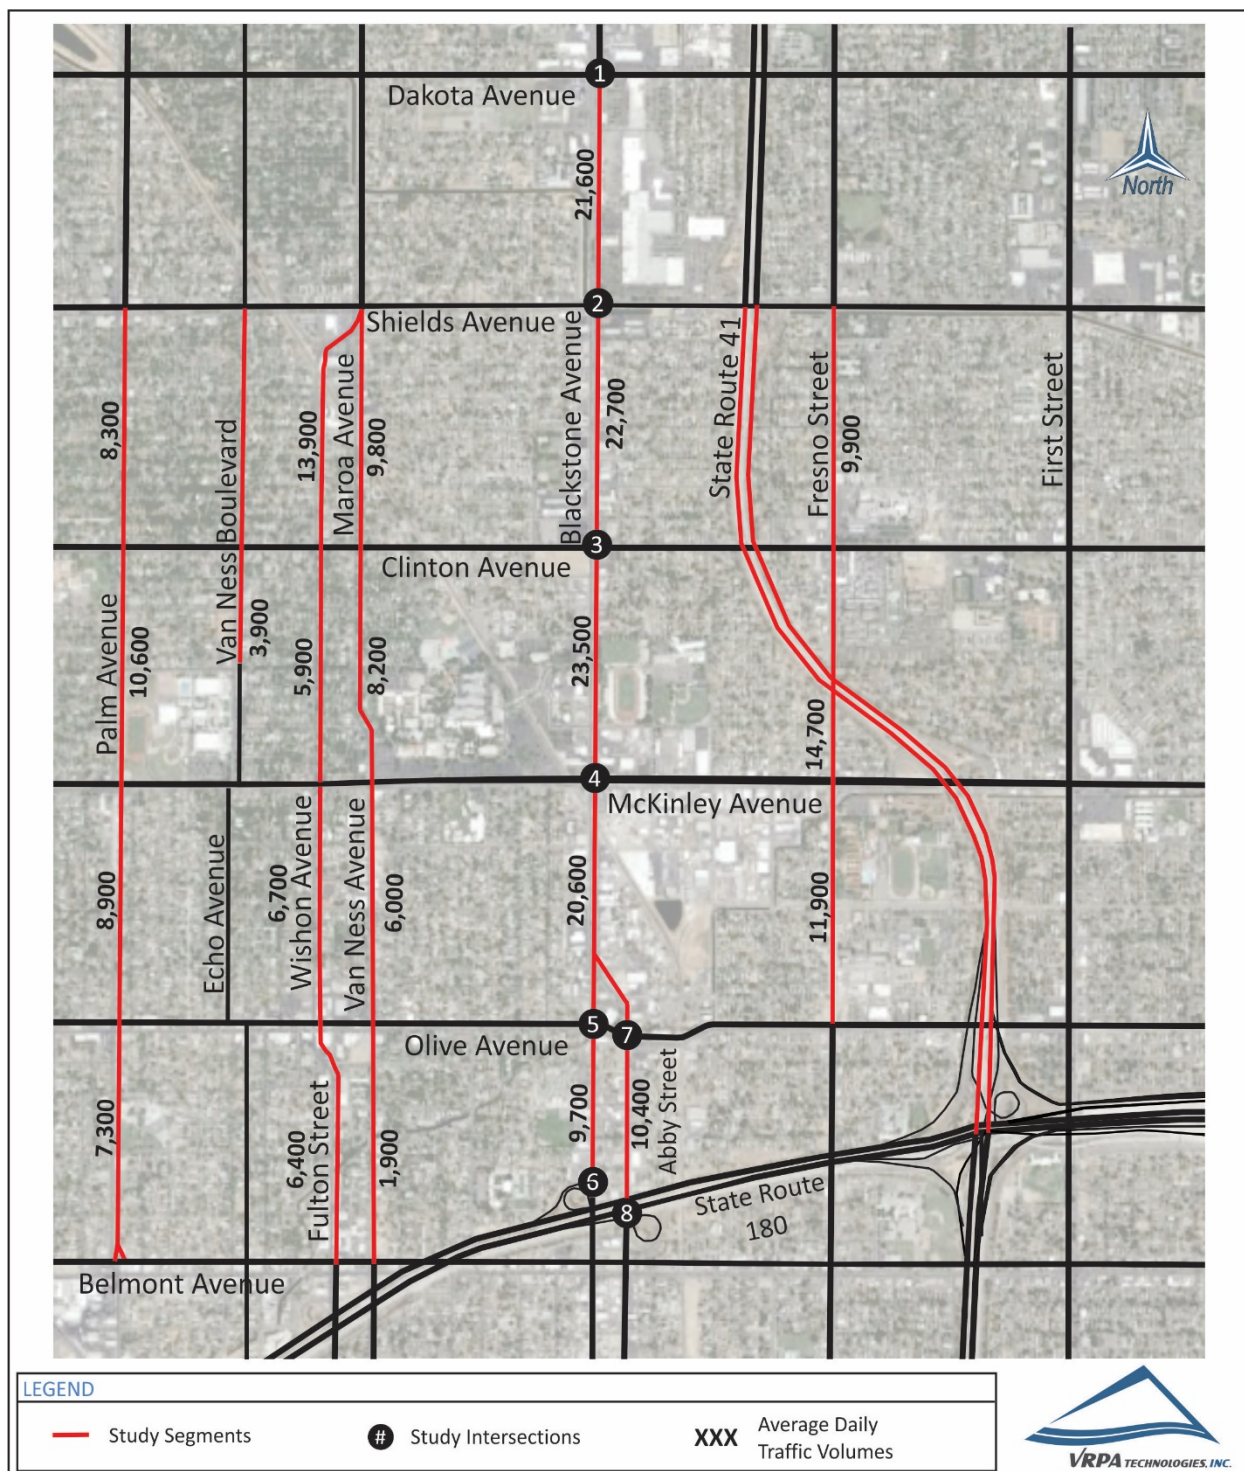 1
Dakota Avenue
21,600
North
2
Shields Avenue
8,300
Van Ness Boulevard
13,900
Maroa Avenue
9,800
Blackstone Avenue
22,700
State Route 41
Fresno Street
9,900
First Street
3
Clinton Avenue
Palm Avenue
10,600
3,900
5,900
8,200
23,500
14,700
4
McKinley Avenue
8,900
Echo Avenue
6,700
Wishon Avenue
Van Ness Avenue
6,000
20,600
11,900
5
7
Olive Avenue
7,300
6,400
Fulton Street
1,900
9,700
10,400
Abby Street
6
8
State Route
180
Belmont Avenue
LEGEND
Study Segments
# Study Intersections
XXX Average Daily
Traffic Volumes
VRPA TECHNOLOGIES, INC.